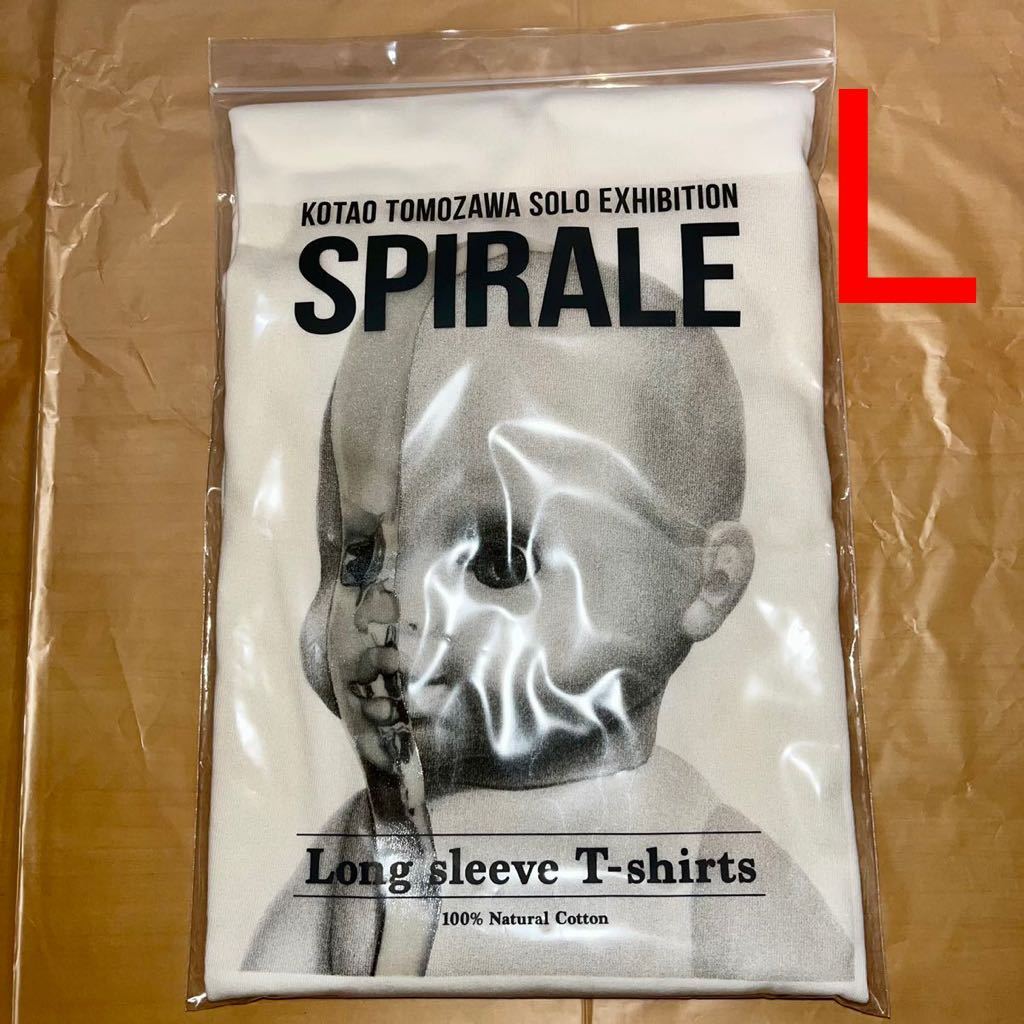 KOTAO TOMOZAWA SOLO EXHIBITION
SPIRALE
L
Long sleeve T-shirts
100% Natural Cotton